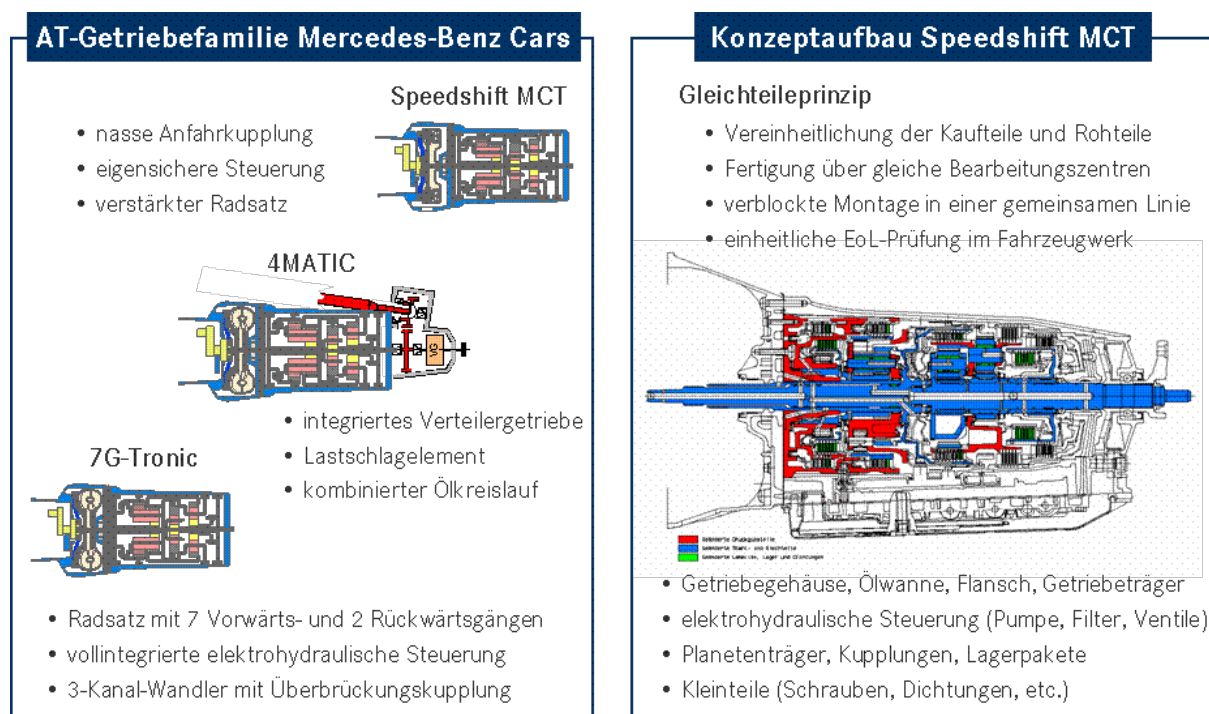 AT-Getriebefamilie Mercedes-Benz Cars
Speedshift MCT
• nasse Anfahrkupplung
• eigensichere Steuerung
• verstärkter Radsatz
4MATIC
VG
• integriertes Verteilergetriebe
• Lastschlagelement
• kombinierter Ölkreislauf
7G-Tronic
• Radsatz mit 7 Vorwärts- und 2 Rückwärtsgängen
• vollintegrierte elektrohydraulische Steuerung
• 3-Kanal-Wandler mit Überbrückungskupplung
Konzeptaufbau Speedshift MCT
Gleichteileprinzip
• Vereinheitlichung der Kaufteile und Rohteile
• Fertigung über gleiche Bearbeitungszentren
• verblockte Montage in einer gemeinsamen Linie
• einheitliche EoL-Prüfung im Fahrzeugwerk
• Getriebegehäuse, Ölwanne, Flansch, Getriebeträger
• elektrohydraulische Steuerung (Pumpe, Filter, Ventile)
• Planetenträger, Kupplungen, Lagerpakete
• Kleinteile (Schrauben, Dichtungen, etc.)